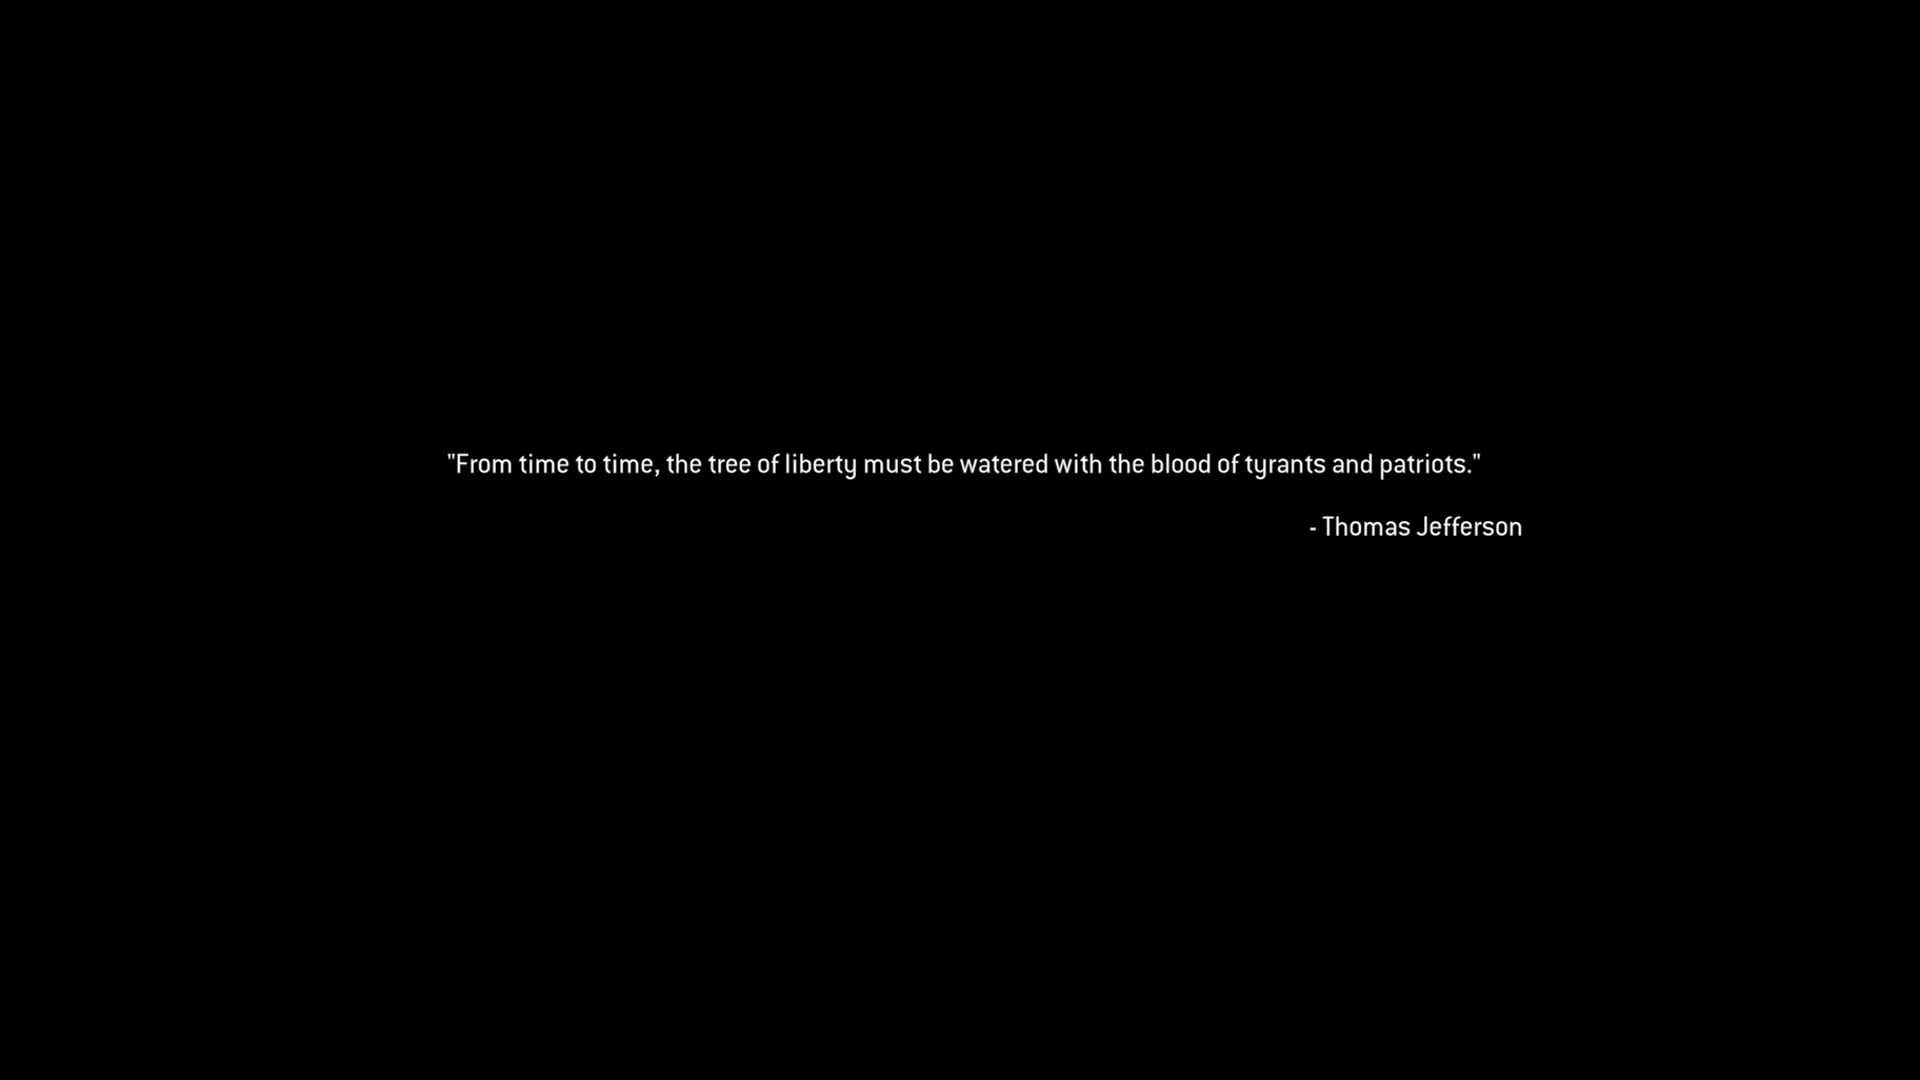 "From time to time, the tree of liberty must be watered with the blood of tyrants and patriots."
- Thomas Jefferson